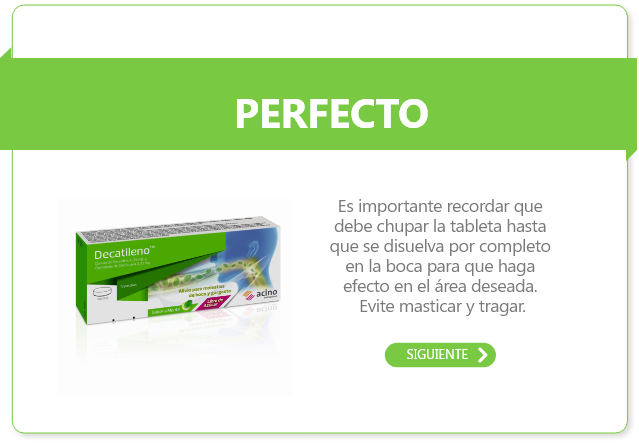 PERFECTO
Es importante recordar que
debe chupar la tableta hasta
que se disuelva por completo
en la boca para que haga
efecto en el área deseada.
Evite masticar y tragar.
Decatileno™
Alivio para molestias
de boca y garganta
acino
SIGUIENTE